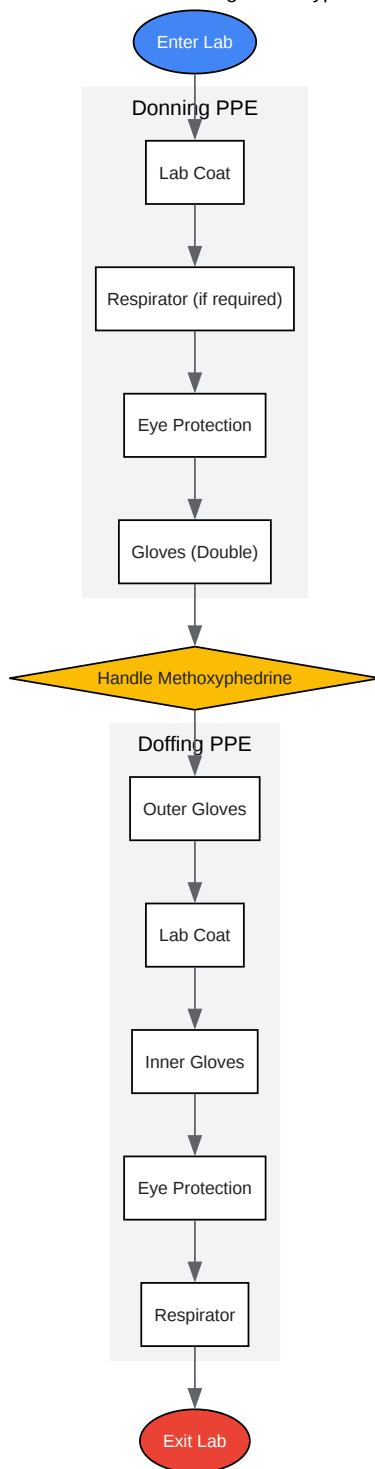 Enter Lab
Donning PPE
Lab Coat
Respirator (if required)
Eye Protection
Gloves (Double)
Handle Methoxyphedrine
Doffing PPE
Outer Gloves
Lab Coat
Inner Gloves
Eye Protection
Respirator
Exit Lab